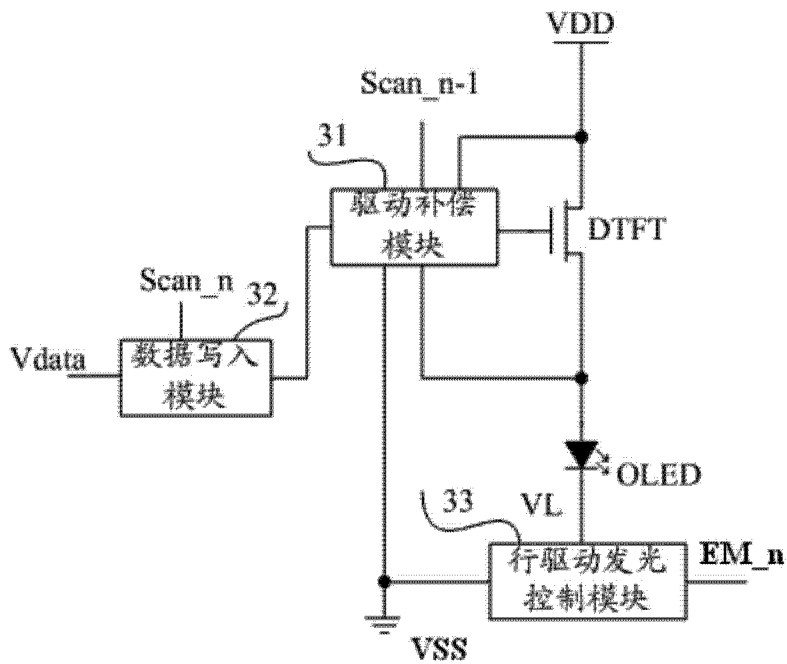 VDD
Scan_n-1
31
驱动补偿
模块
DTFT
Scan_n
32
Vdata
数据写入
模块
OLED
33
VL
行驱动发光
控制模块
EM_n
VSS